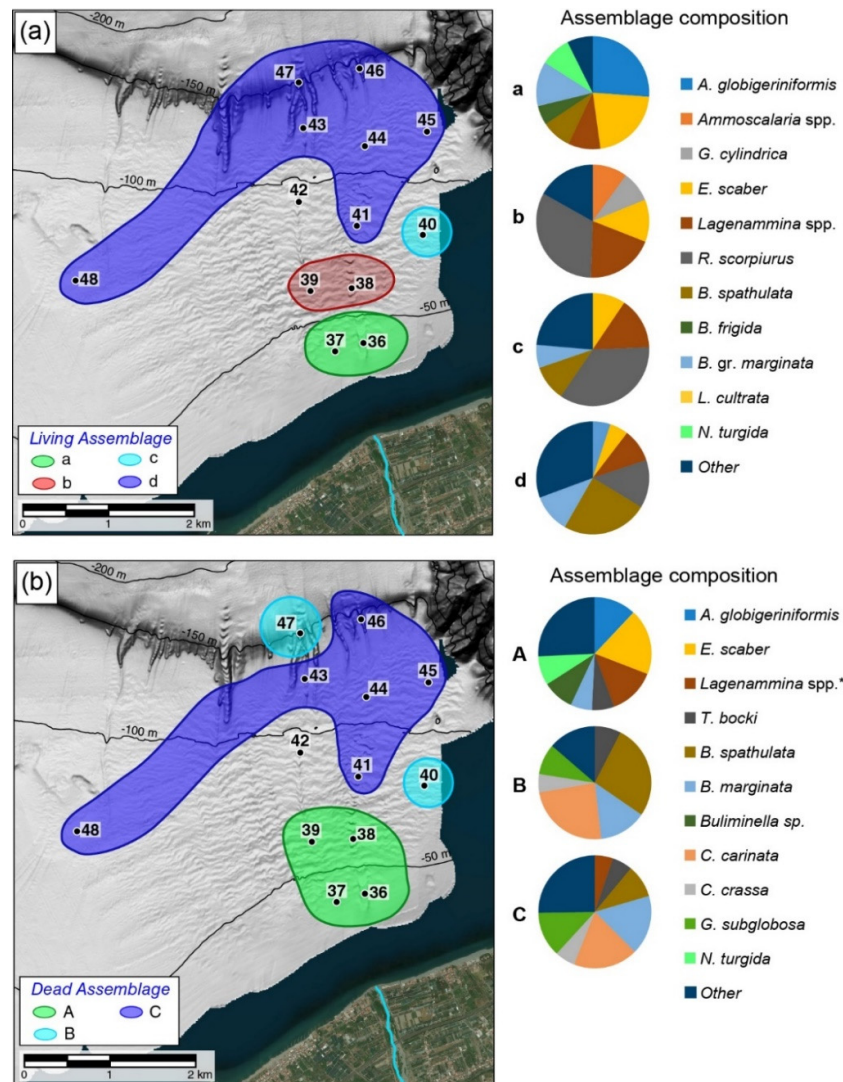 (a)
-200 m
-150 m
47
46
43
44
45
-100 m
42
41
40
48
39
38
-50 m
37
36
Living Assemblage
a
c
b
d
0
1
2 km
Assemblage composition
a
b
c
d
A. globigeriniformis
Ammoscalaria spp.
G. cylindrica
E. scaber
Lagenammina spp.
R. scorpiurus
B. spathulata
B. frigida
B. gr. marginata
L. cultrata
N. turgida
Other
(b)
-200 m
-150 m
47
46
43
44
45
-100 m
42
41
40
48
39
38
-50 m
37
36
Dead Assemblage
A
C
B
0
1
2 km
Assemblage composition
A
B
C
A. globigeriniformis
E. scaber
Lagenammina spp.*
T. bocki
B. spathulata
B. marginata
Buliminella sp.
C. carinata
C. crassa
G. subglobosa
N. turgida
Other